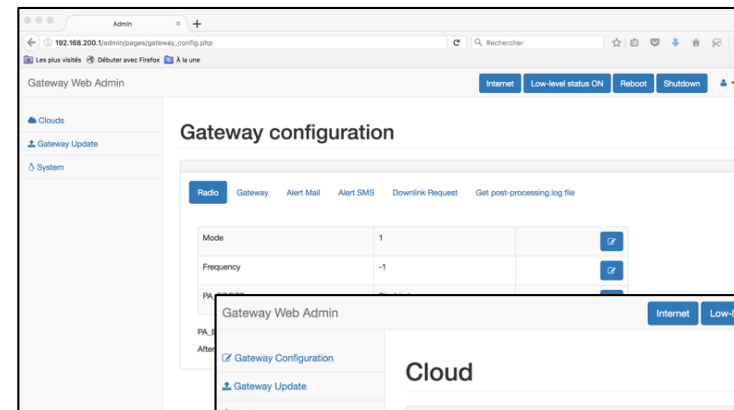 Admin
192.168.200.1/admin/pages/gateway_config.php
Rechercher
Les plus visités Débuter avec Firefox À la une
Gateway Web Admin
Internet Low-level status ON Reboot Shutdown
Clouds
Gateway Update
System
Gateway configuration
Radio Gateway Alert Mail Alert SMS Downlink Request Get post-processing.log file
Mode 1
Frequency -1
Gateway Web Admin
Internet
Gateway Configuration
Gateway Update
Cloud